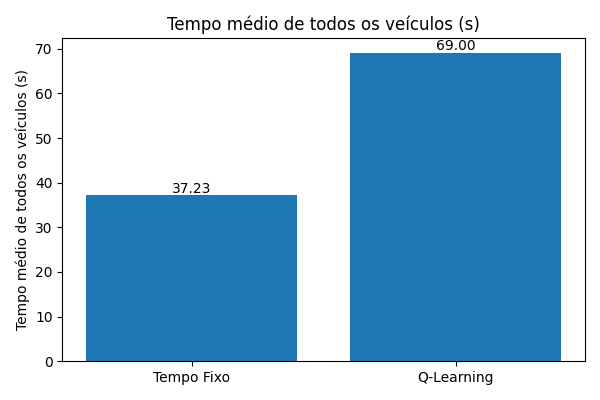 Tempo médio de todos os veículos (s)
Tempo médio de todos os veículos (s)
70
60
50
40
30
20
10
0
37.23
69.00
Tempo Fixo
Q-Learning